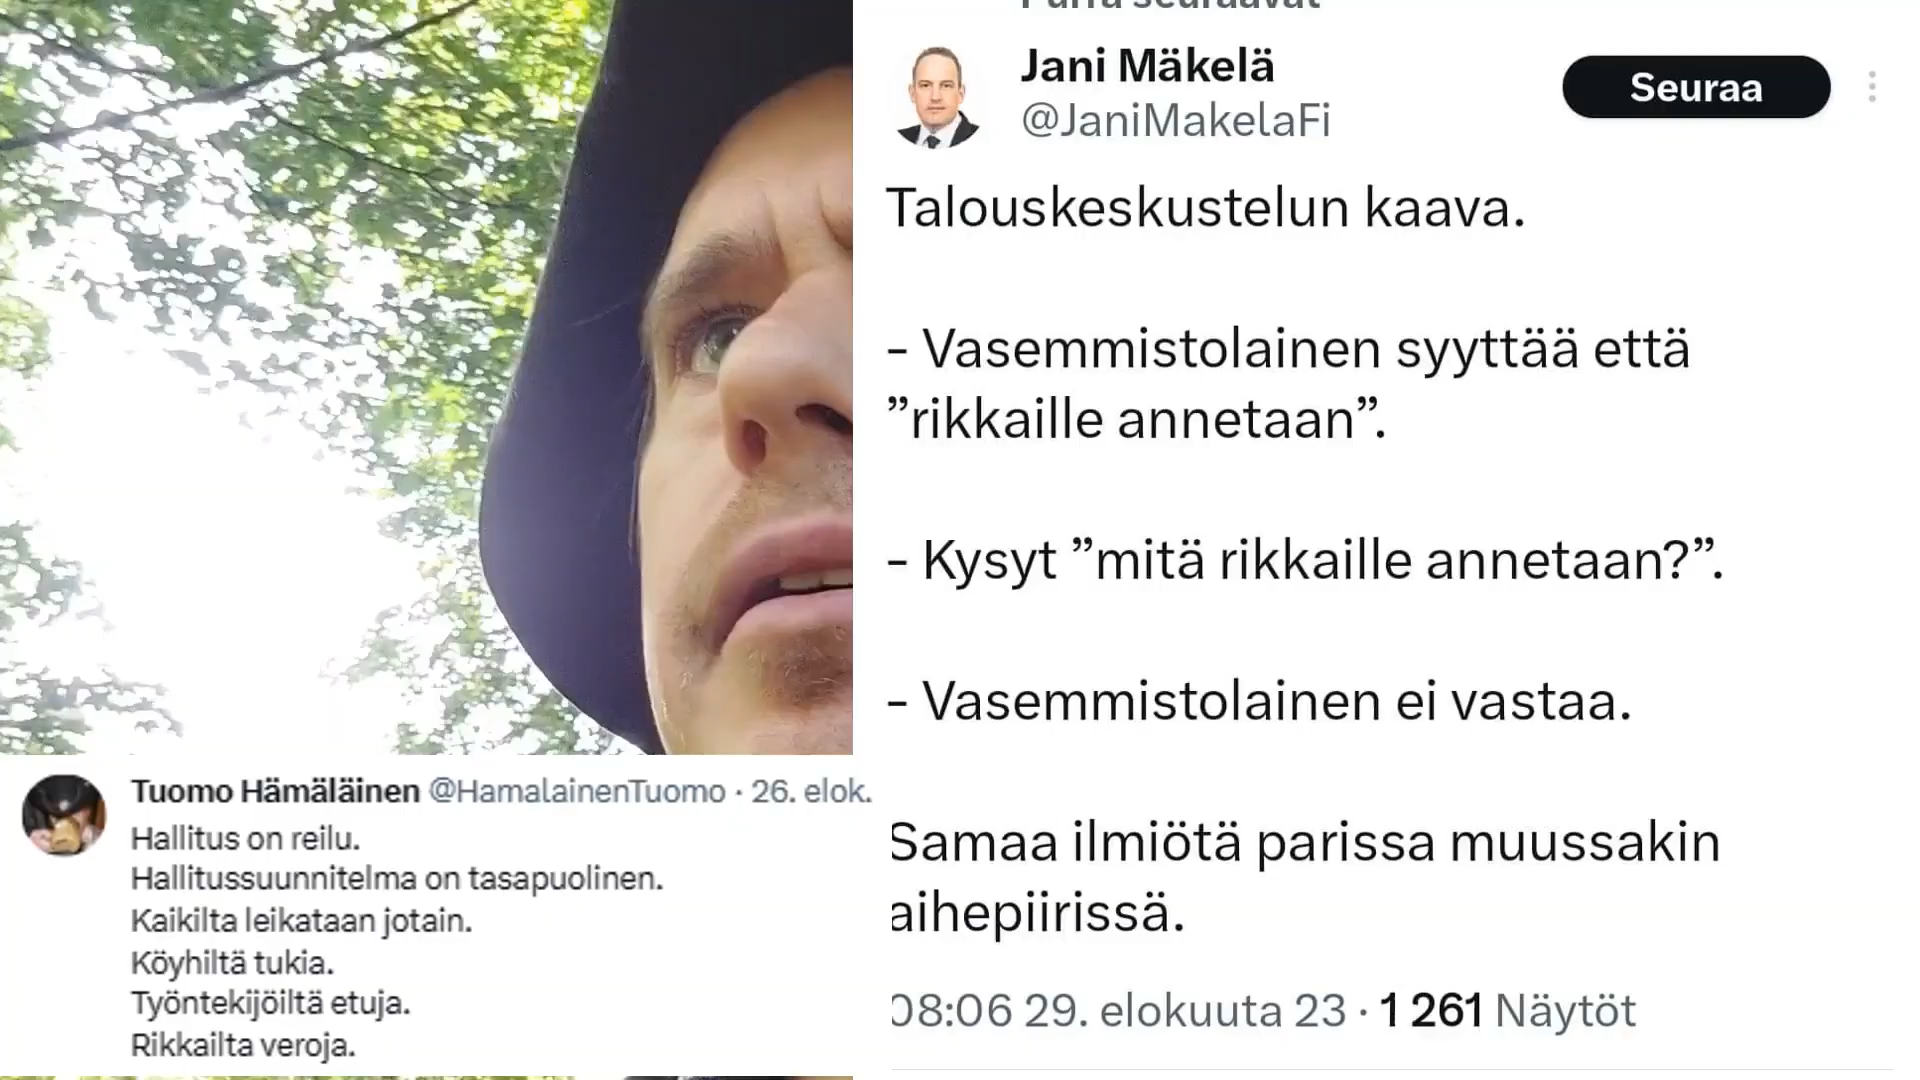 Purra seuraavat
Jani Mäkelä
@JaniMakelaFi
Seuraa
Talouskeskustelun kaava.
- Vasemmistolainen syyttää että
”rikkaille annetaan”.
- Kysyt ”mitä rikkaille annetaan?”.
- Vasemmistolainen ei vastaa.
Samaa ilmiötä parissa muussakin
aihepiirissä.
08:06 29. elokuuta 23 · 1 261 Näytöt
Tuomo Hämäläinen @HamalainenTuomo · 26. elok.
Hallitus on reilu.
Hallitussuunnitelma on tasapuolinen.
Kaikilta leikataan jotain.
Köyhiltä tukia.
Työntekijöiltä etuja.
Rikkailta veroja.